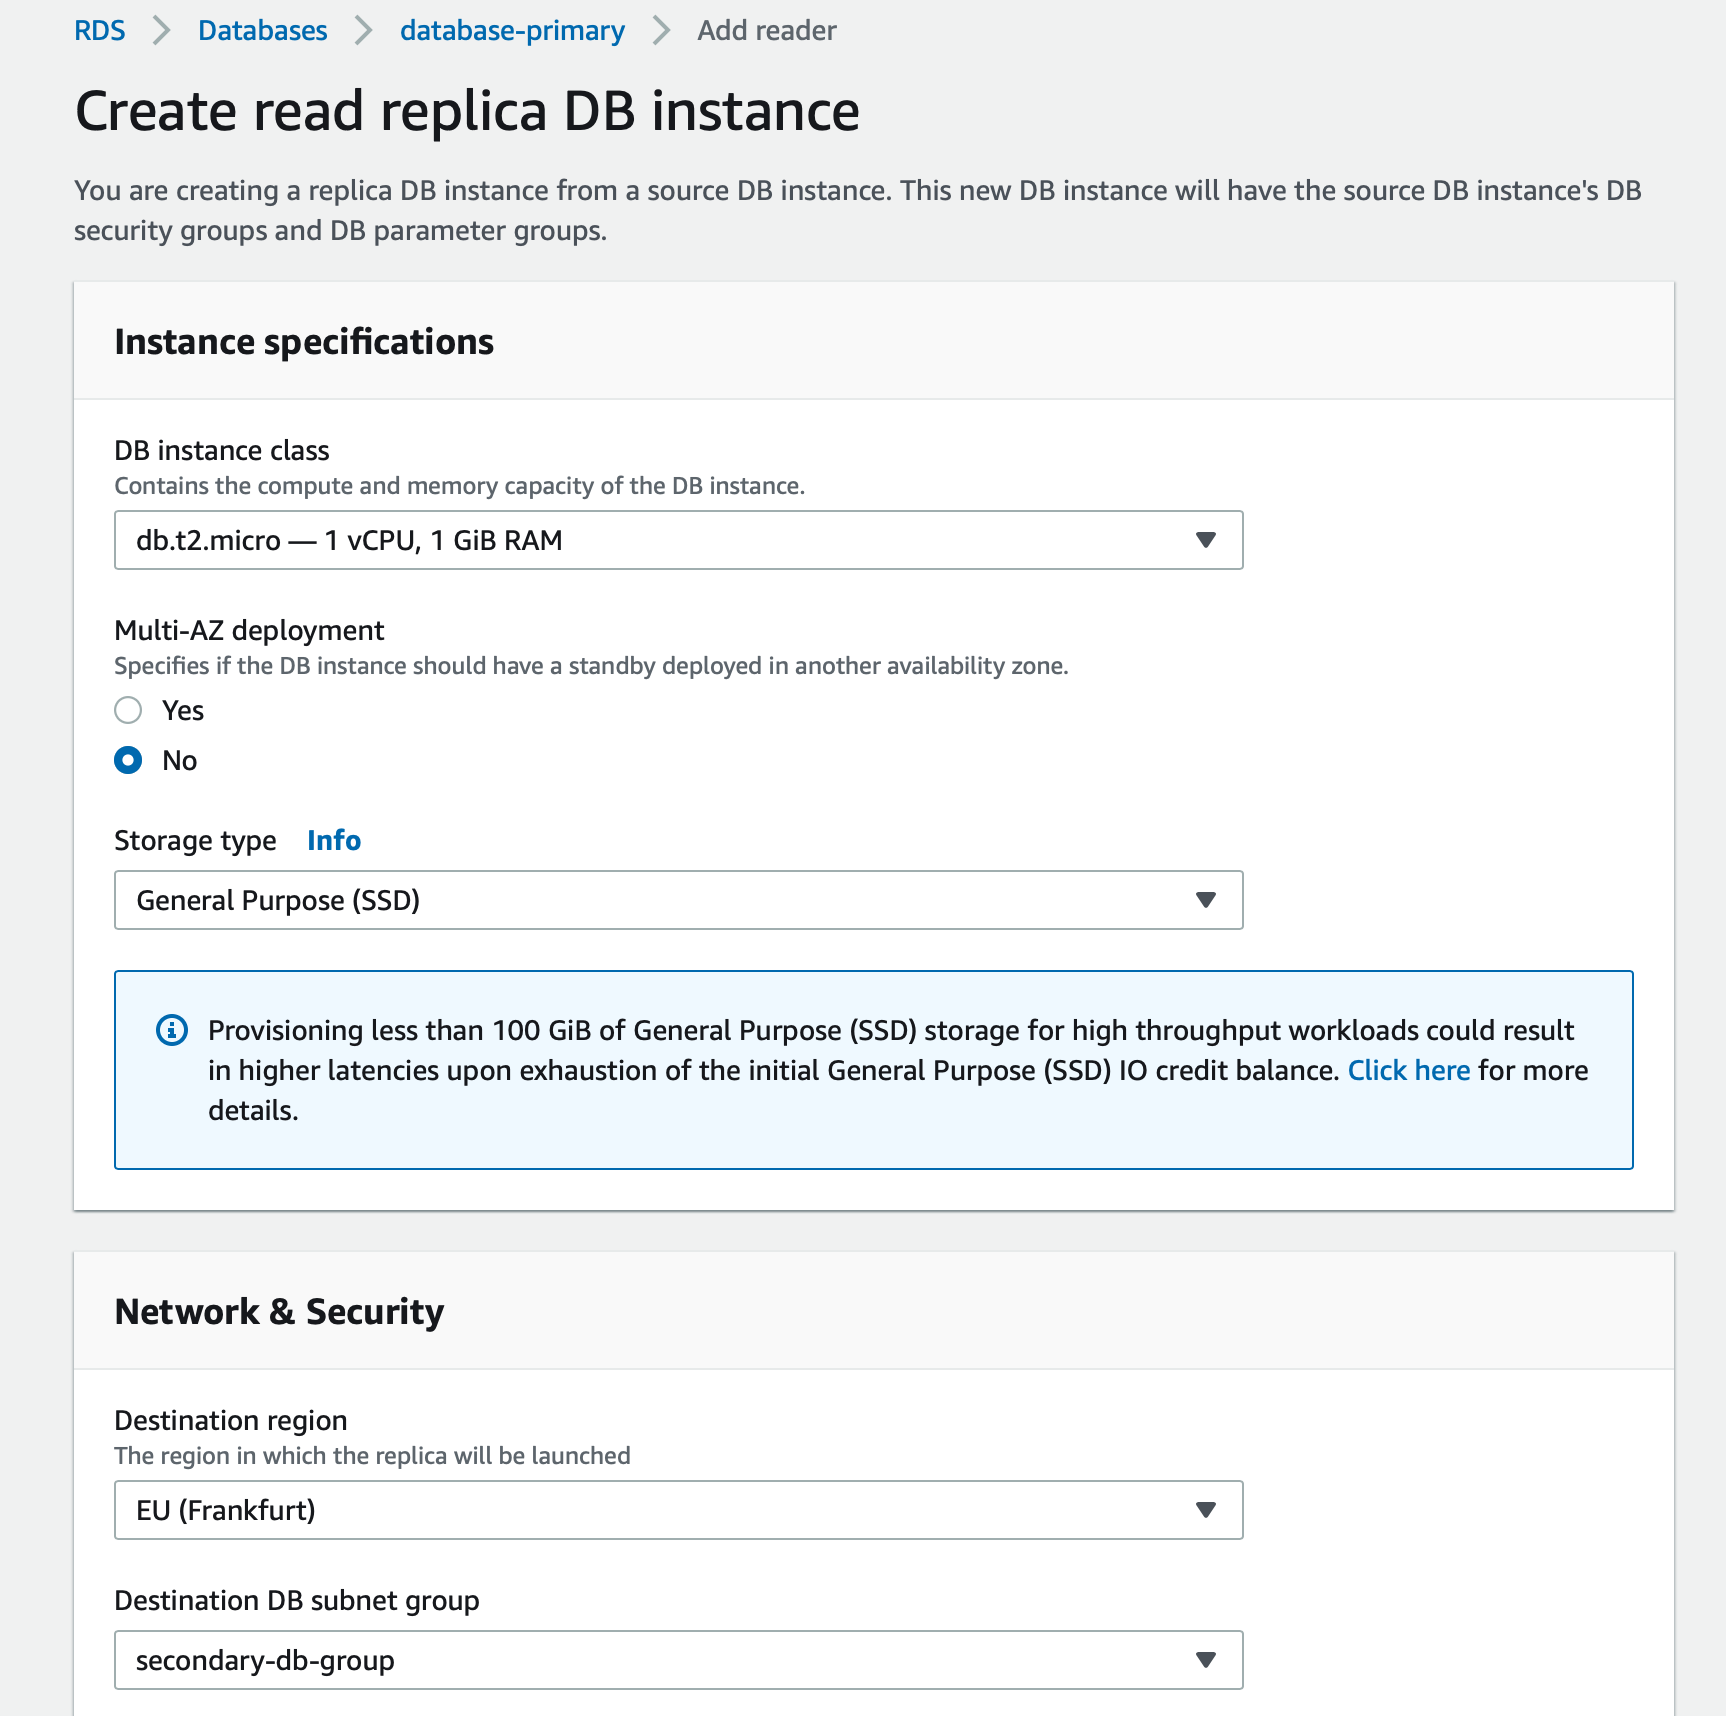 RDS > Databases > database-primary > Add reader
Create read replica DB instance
You are creating a replica DB instance from a source DB instance. This new DB instance will have the source DB instance's DB
security groups and DB parameter groups.
Instance specifications
DB instance class
Contains the compute and memory capacity of the DB instance.
db.t2.micro — 1 vCPU, 1 GiB RAM
Multi-AZ deployment
Specifies if the DB instance should have a standby deployed in another availability zone.
Yes
No
Storage type Info
General Purpose (SSD)
Provisioning less than 100 GiB of General Purpose (SSD) storage for high throughput workloads could result
in higher latencies upon exhaustion of the initial General Purpose (SSD) IO credit balance. Click here for more
details.
Network & Security
Destination region
The region in which the replica will be launched
EU (Frankfurt)
Destination DB subnet group
secondary-db-group